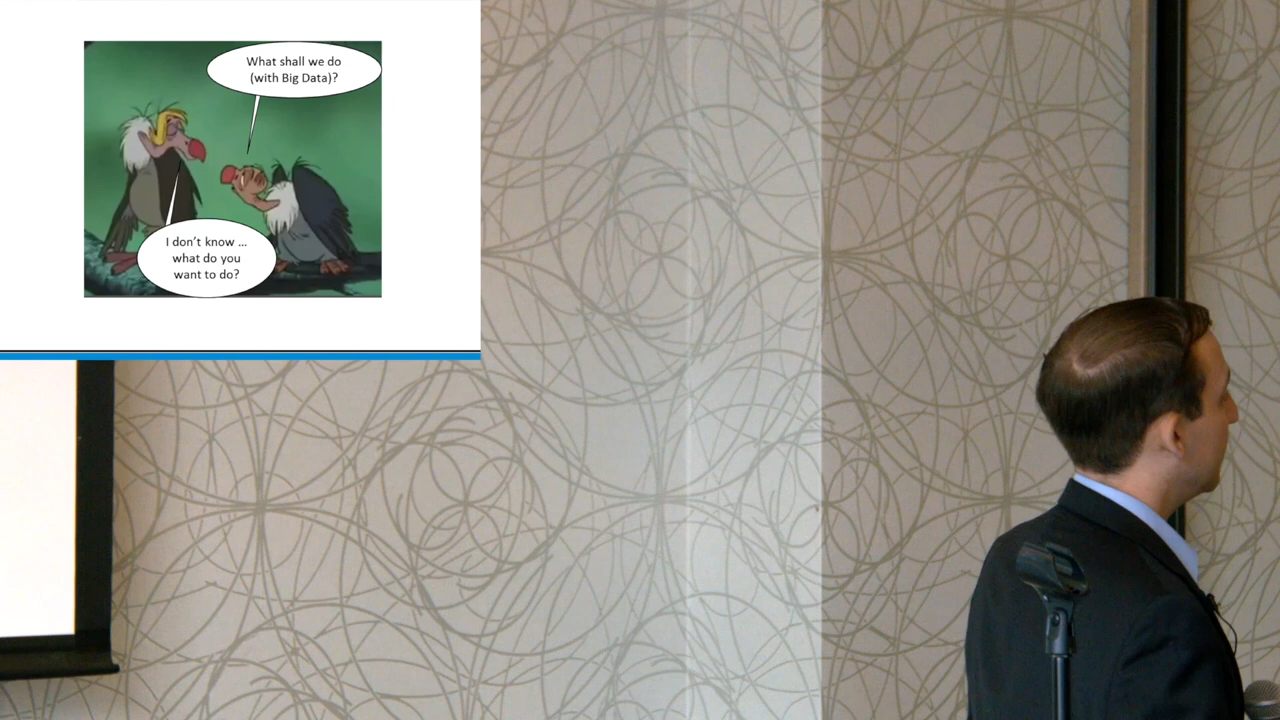 What shall we do
(with Big Data)?
I don't know ...
what do you
want to do?